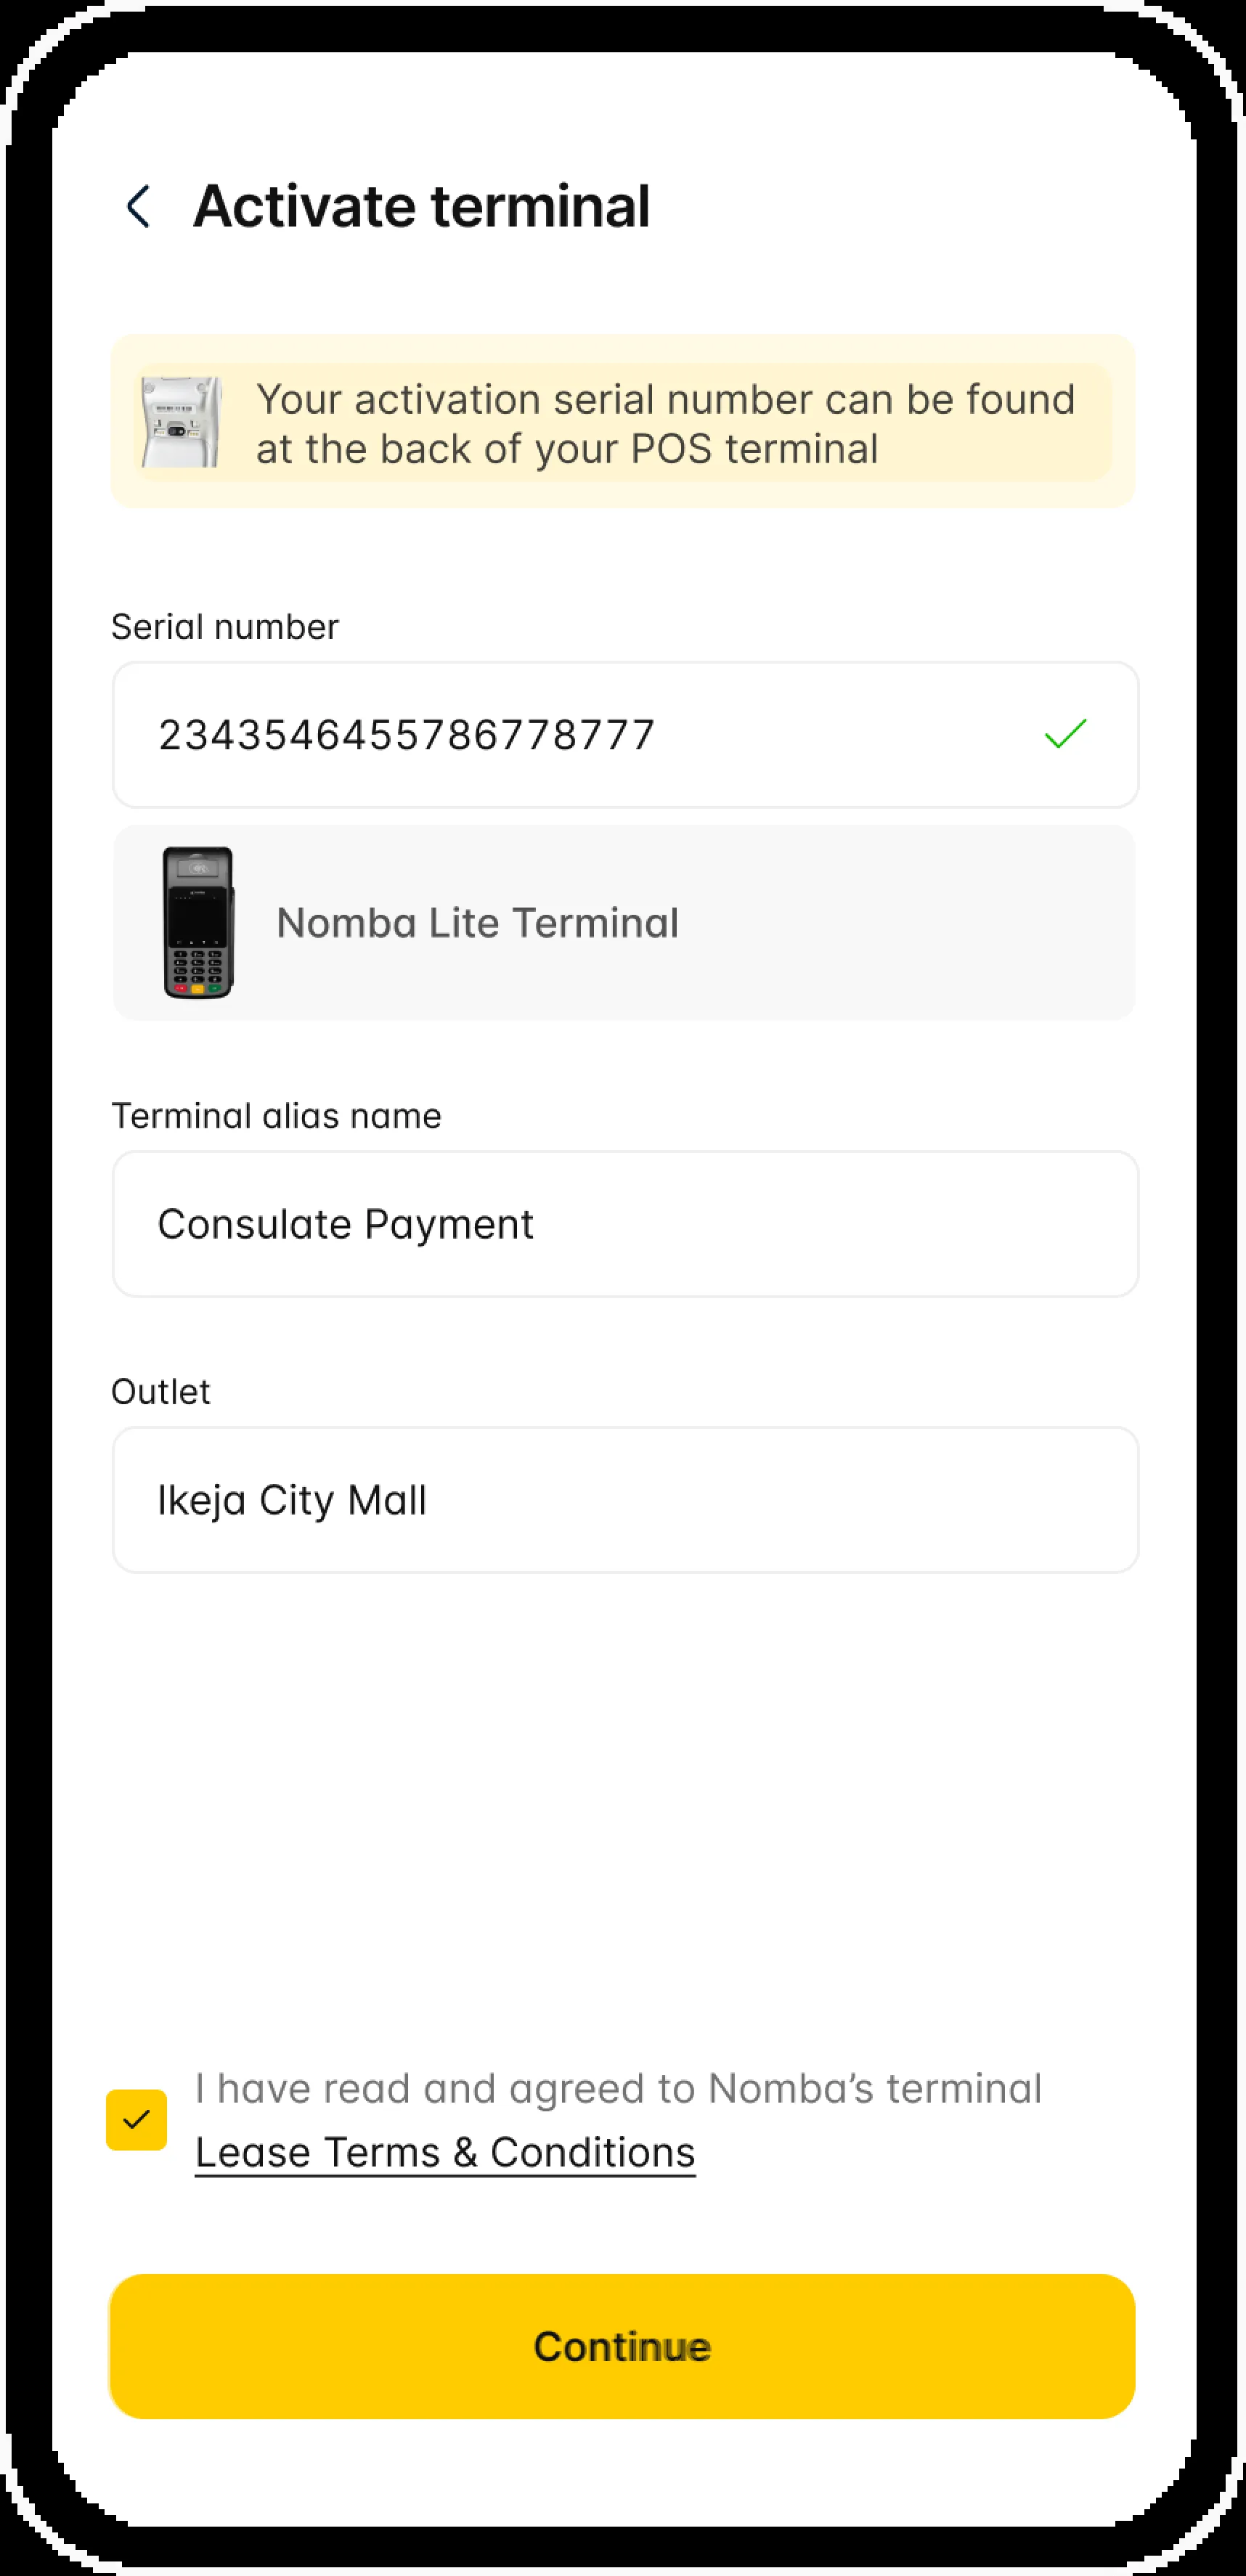 Activate terminal
Your activation serial number can be found
at the back of your POS terminal
Serial number
2343546455786778777
Nomba Lite Terminal
Terminal alias name
Consulate Payment
Outlet
Ikeja City Mall
I have read and agreed to Nomba’s terminal
Lease Terms & Conditions
Continue